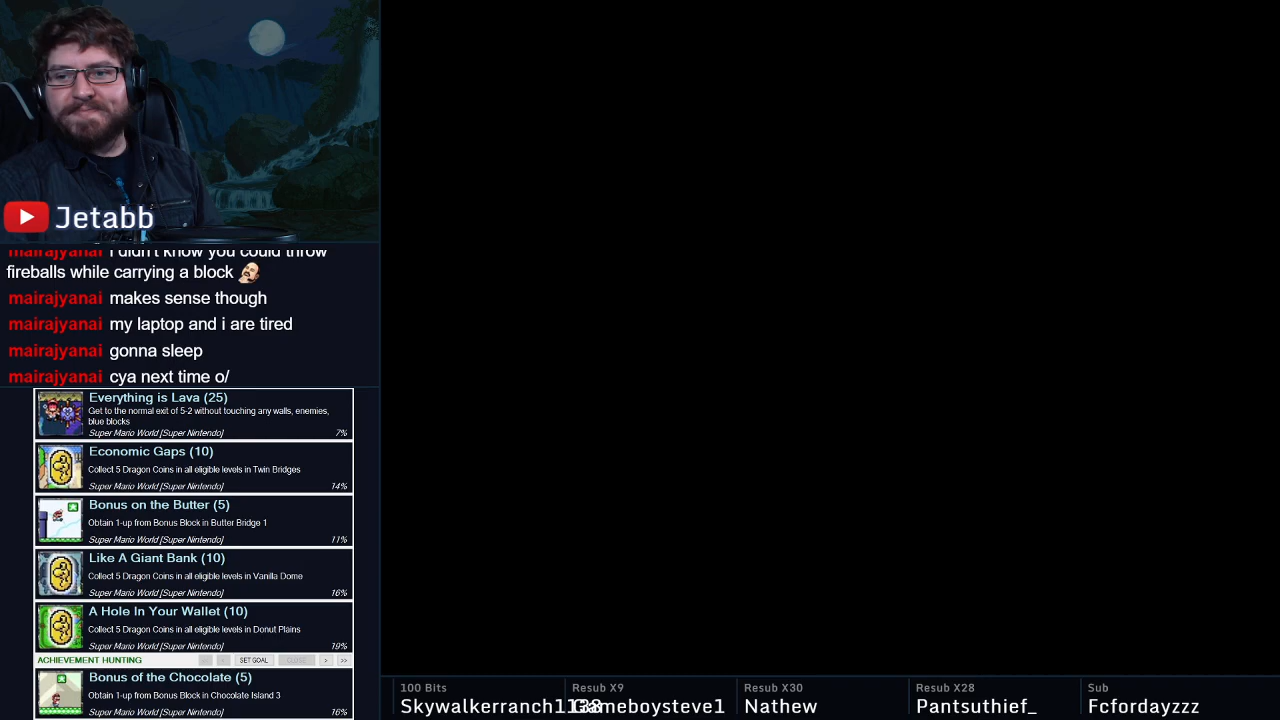 Jetabb
mairajyanai I didn't know you could throw
fireballs while carrying a block
mairajyanai makes sense though
mairajyanai my laptop and i are tired
mairajyanai gonna sleep
mairajyanai cya next time o/
Everything is Lava (25)
Get to the normal exit of 5-2 without touching any walls, enemies,
blue blocks
Super Mario World [Super Nintendo] 7%
Economic Gaps (10)
Collect 5 Dragon Coins in all eligible levels in Twin Bridges
Super Mario World [Super Nintendo] 14%
Bonus on the Butter (5)
Obtain 1-up from Bonus Block in Butter Bridge 1
Super Mario World [Super Nintendo] 11%
Like A Giant Bank (10)
Collect 5 Dragon Coins in all eligible levels in Vanilla Dome
Super Mario World [Super Nintendo] 16%
A Hole In Your Wallet (10)
Collect 5 Dragon Coins in all eligible levels in Donut Plains
Super Mario World [Super Nintendo] 19%
ACHIEVEMENT HUNTING SET GOAL CLOSE > >>
Bonus of the Chocolate (5)
Obtain 1-up from Bonus Block in Chocolate Island 3
Super Mario World [Super Nintendo] 16%
100 Bits
Skywalkerranch1138
Resub X9
Gameboysteve1
Resub X30
Nathew
Resub X28
Pantsuthief_
Sub
Fcfordayzzz